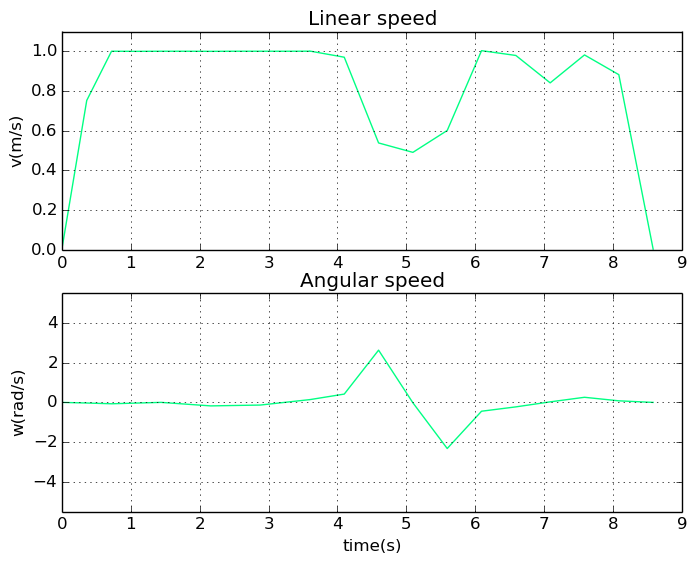 Linear speed
1.0
0.8
0.6
0.4
0.2
0.0
v(m/s)
0 1 2 3 4 5 6 7 8 9
Angular speed
4
2
0
−2
−4
w(rad/s)
0 1 2 3 4 5 6 7 8 9
time(s)